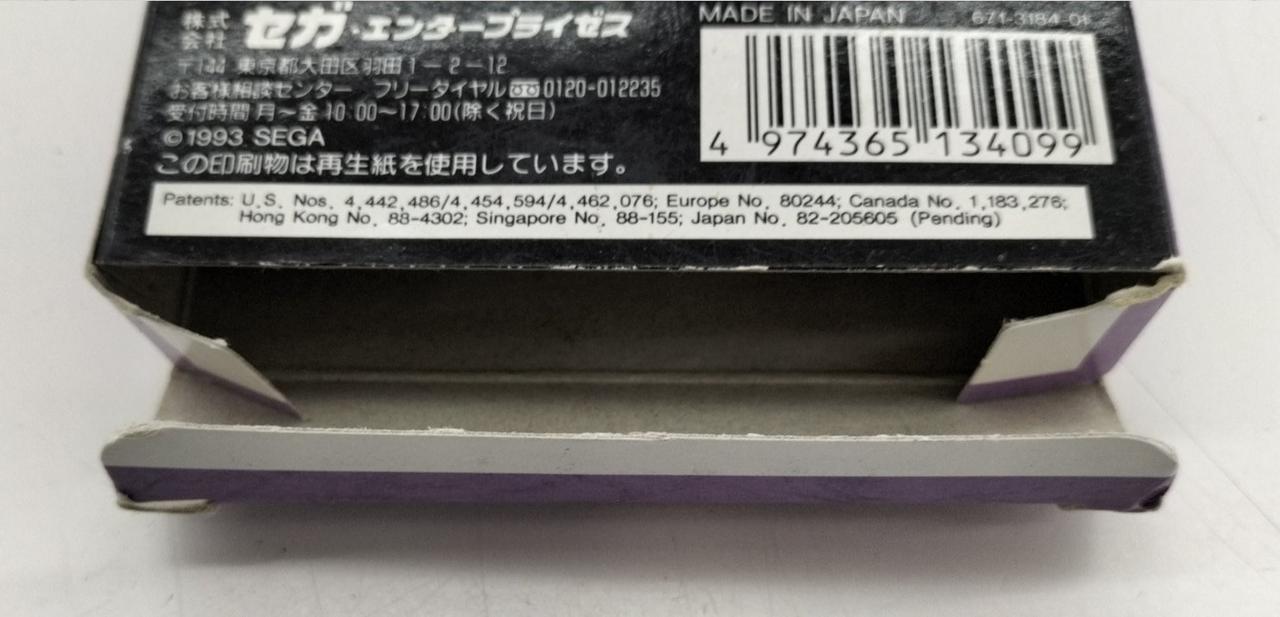 株式会社 セガ・エンタープライゼス
〒144 東京都大田区羽田1-2-12
お客様相談センター フリーダイヤル 0120-012235
受付時間 月〜金 10:00〜17:00(除く祝日)
©1993 SEGA
この印刷物は再生紙を使用しています。
MADE IN JAPAN 671-3184-01
4 974365 134099
Patents: U.S. Nos. 4,442,486/4,454,594/4,462,076; Europe No. 80244; Canada No. 1,183,276;
Hong Kong No. 88-4302; Singapore No. 88-155; Japan No. 82-205605 (Pending)